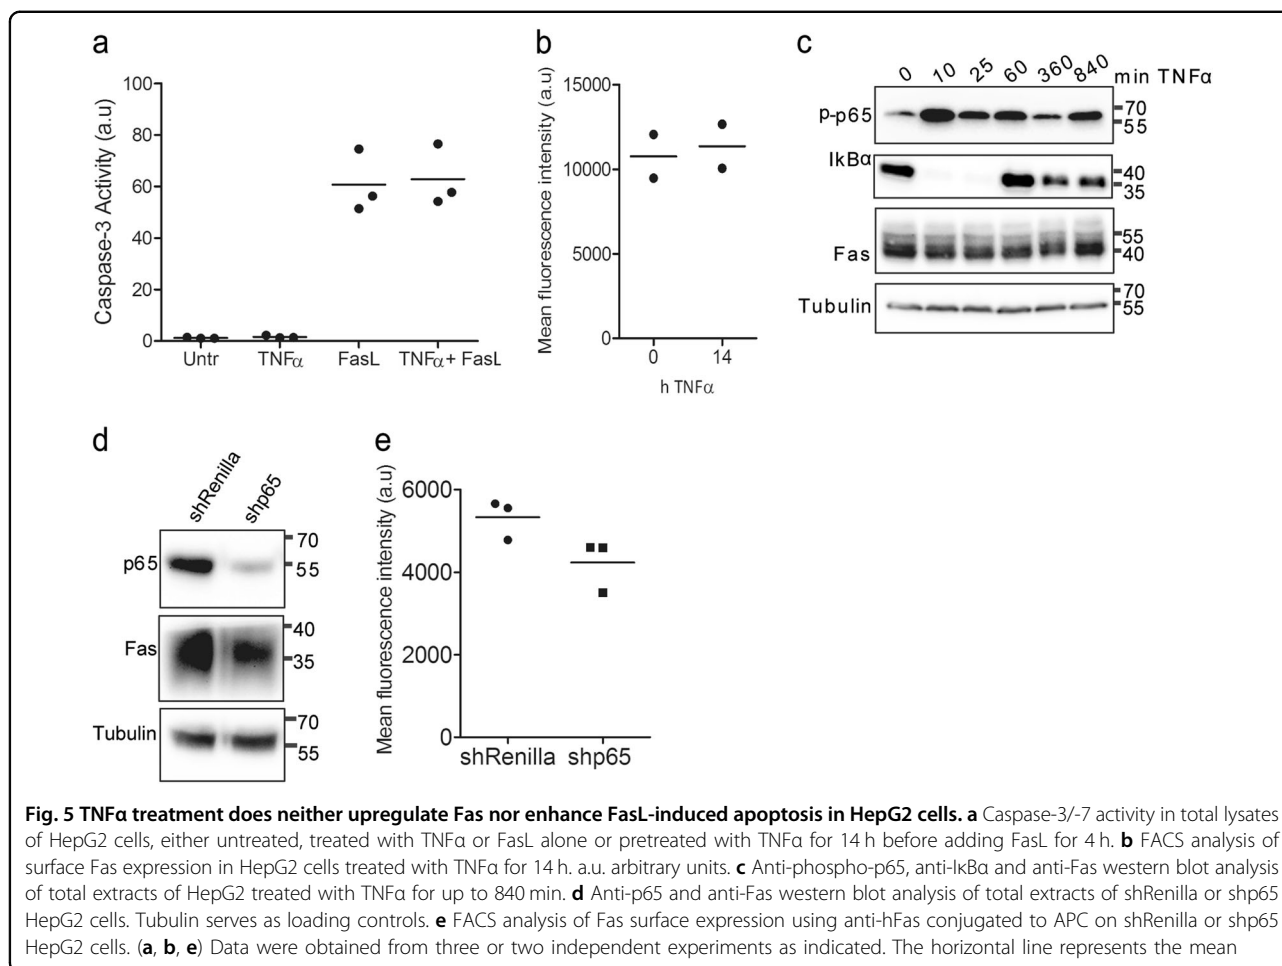 a
Caspase-3 Activity (a.u)
100
80
60
40
20
0
Untr TNFα FasL TNFα+ FasL
b
Mean fluorescence intensity (a.u)
15000
10000
5000
0
0 14
h TNFα
c
0 10 25 60 360 840 min TNFα
p-p65
70
55
IkBα
40
35
Fas
55
40
Tubulin
70
55
d
shRenilla shp65
p65
70
55
Fas
40
35
Tubulin
70
55
e
Mean fluorescence intensity (a.u)
6000
4000
2000
0
shRenilla shp65
Fig. 5 TNFα treatment does neither upregulate Fas nor enhance FasL-induced apoptosis in HepG2 cells. a Caspase-3/-7 activity in total lysates
of HepG2 cells, either untreated, treated with TNFα or FasL alone or pretreated with TNFα for 14 h before adding FasL for 4 h. b FACS analysis of
surface Fas expression in HepG2 cells treated with TNFα for 14 h. a.u. arbitrary units. c Anti-phospho-p65, anti-IκBα and anti-Fas western blot analysis
of total extracts of HepG2 treated with TNFα for up to 840 min. d Anti-p65 and anti-Fas western blot analysis of total extracts of shRenilla or shp65
HepG2 cells. Tubulin serves as loading controls. e FACS analysis of Fas surface expression using anti-hFas conjugated to APC on shRenilla or shp65
HepG2 cells. (a, b, e) Data were obtained from three or two independent experiments as indicated. The horizontal line represents the mean